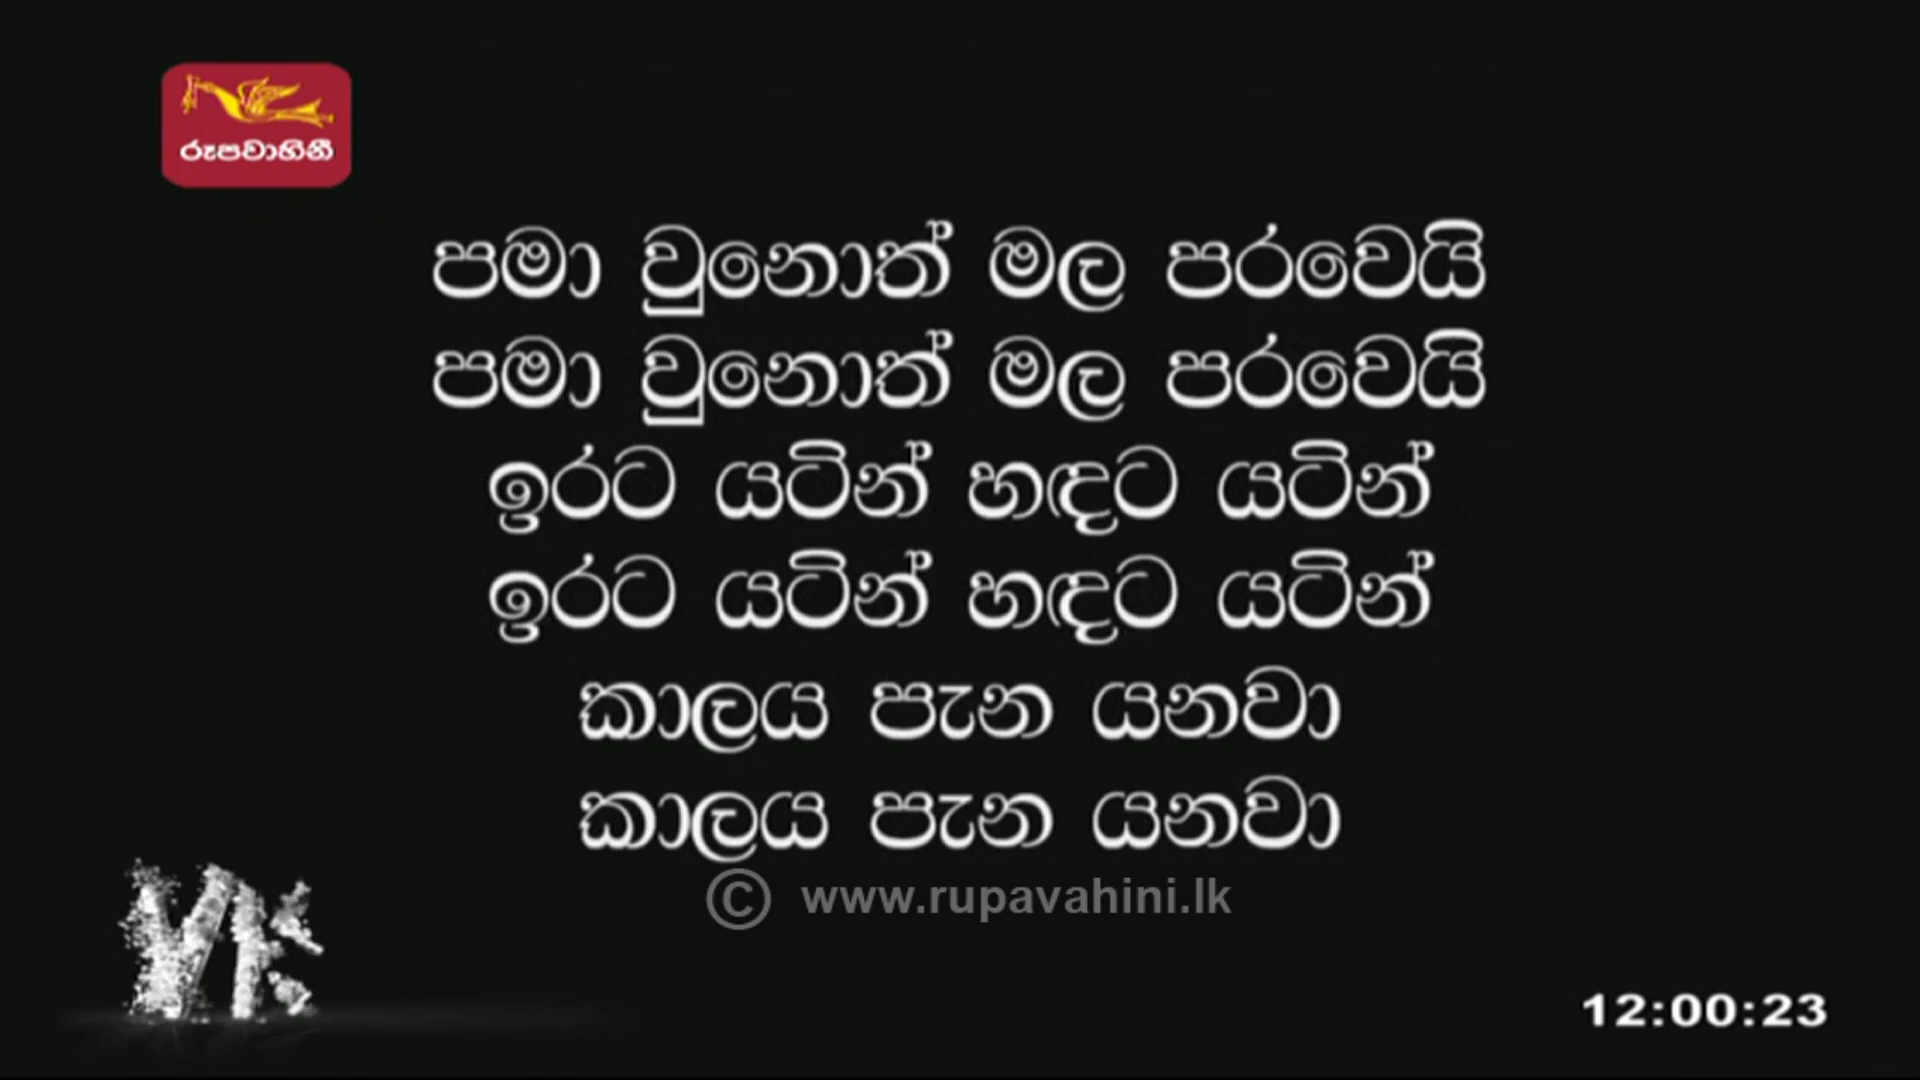 රූපවාහිනී
පමා වුනොත් මල පරවෙයි
පමා වුනොත් මල පරවෙයි
ඉරට යටින් හඳට යටින්
ඉරට යටින් හඳට යටින්
කාලය පැන යනවා
කාලය පැන යනවා
© www.rupavahini.lk
12:00:23